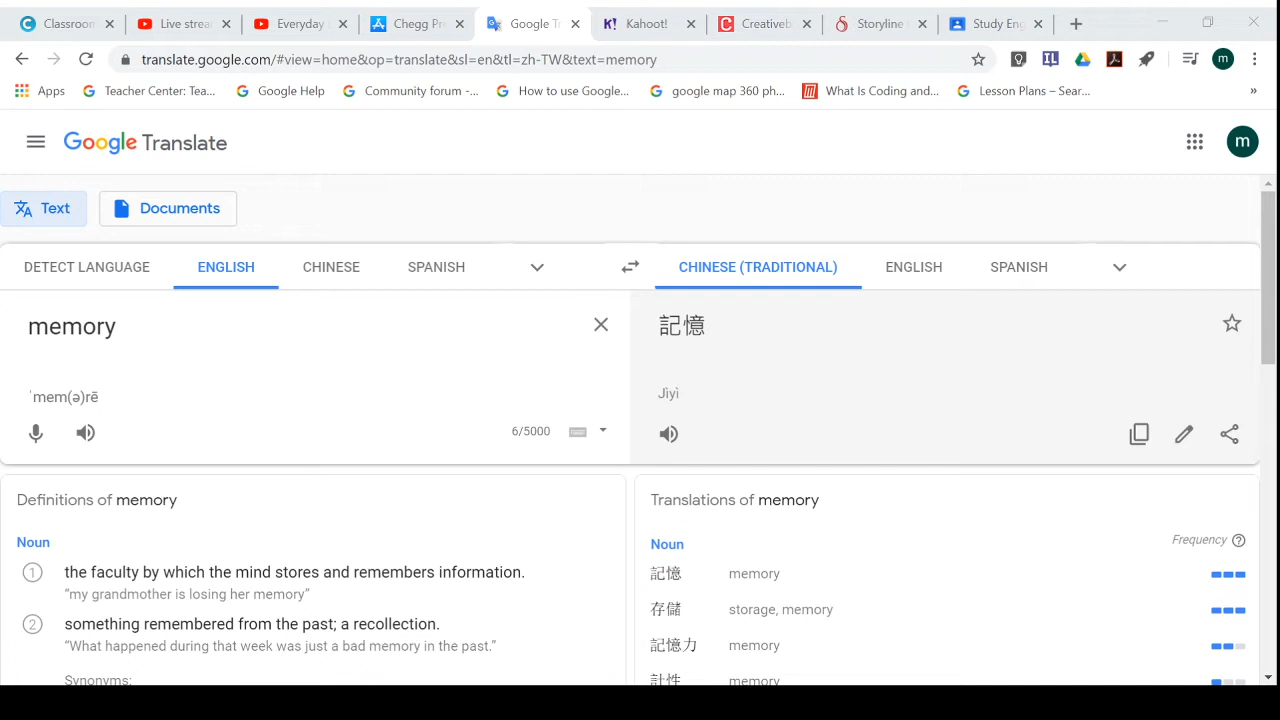 Classroom
Live strea
Everyday
Chegg Pr
Google Tr
Kahoot!
Creativeb
Storyline
Study Eng
translate.google.com/#view=home&op=translate&sl=en&tl=zh-TW&text=memory
Apps
Teacher Center: Tea...
Google Help
Community forum -...
How to use Google...
google map 360 ph...
What Is Coding and...
Lesson Plans – Sear...
»
Google Translate
m
Text
Documents
DETECT LANGUAGE ENGLISH CHINESE SPANISH
CHINESE (TRADITIONAL) ENGLISH SPANISH
memory
ˈmem(ə)rē
6/5000
記憶
Jìyì
Definitions of memory
Noun
1 the faculty by which the mind stores and remembers information.
“my grandmother is losing her memory”
2 something remembered from the past; a recollection.
“What happened during that week was just a bad memory in the past.”
Synonyms:
Translations of memory
Noun Frequency
記憶 memory
存儲 storage, memory
記憶力 memory
memory